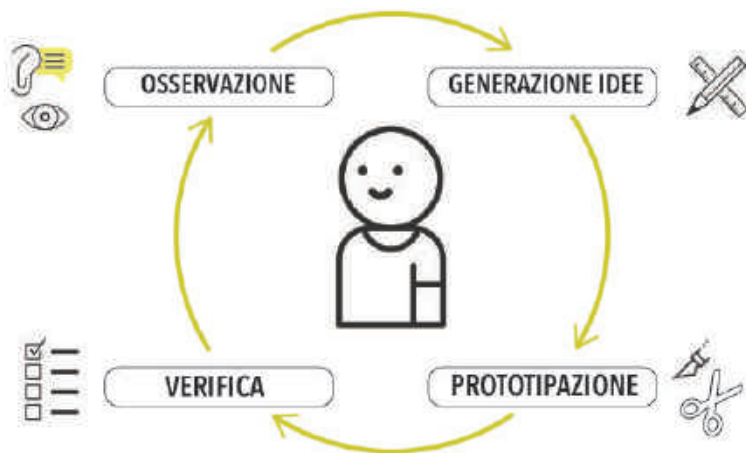 OSSERVAZIONE
GENERAZIONE IDEE
VERIFICA
PROTOTIPAZIONE